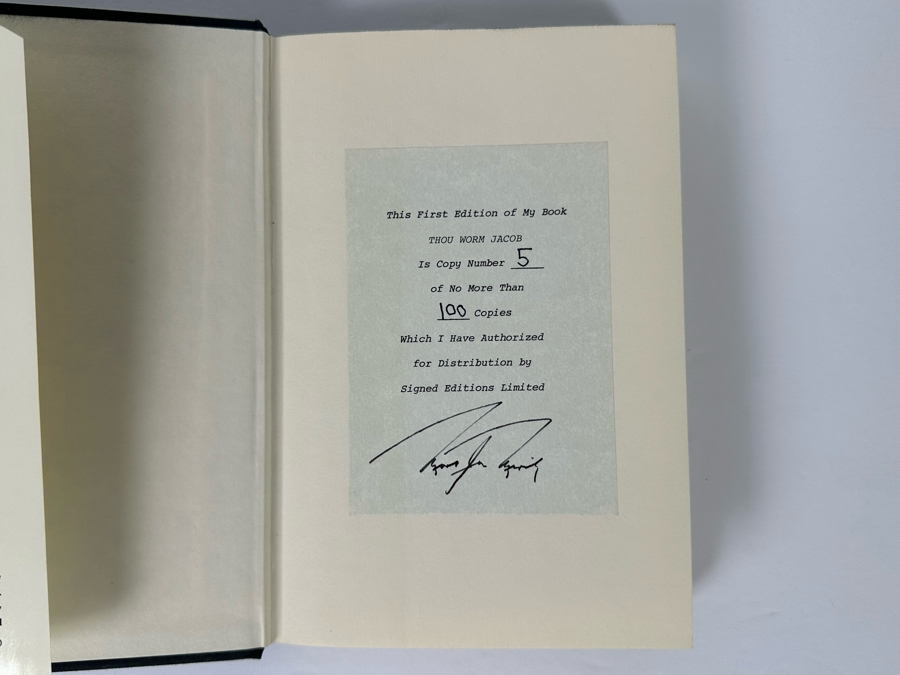 This First Edition of My Book
THOU WORM JACOB
Is Copy Number 5
of No More Than
100 Copies
Which I Have Authorized
for Distribution by
Signed Editions Limited